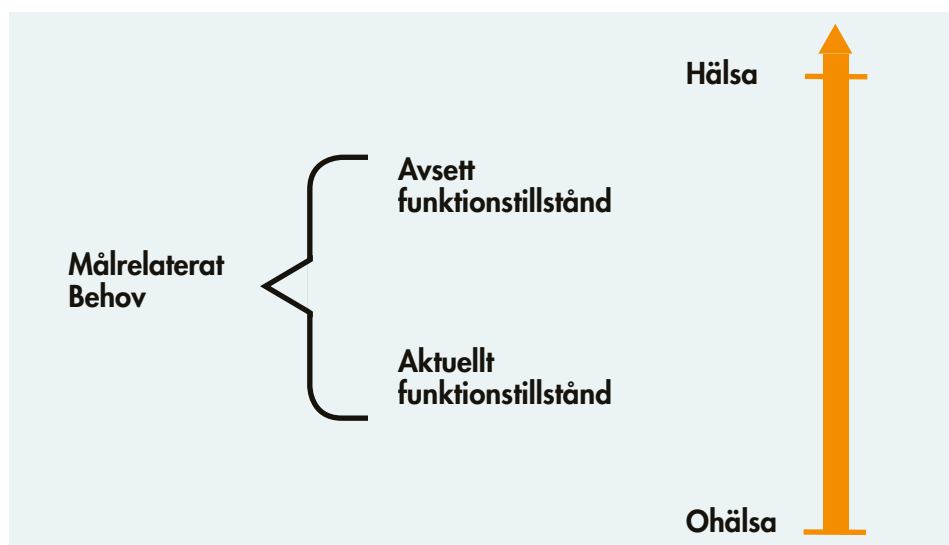 Hälsa
Avsett
funktionstillstånd
Målrelaterat
Behov
Aktuellt
funktionstillstånd
Ohälsa